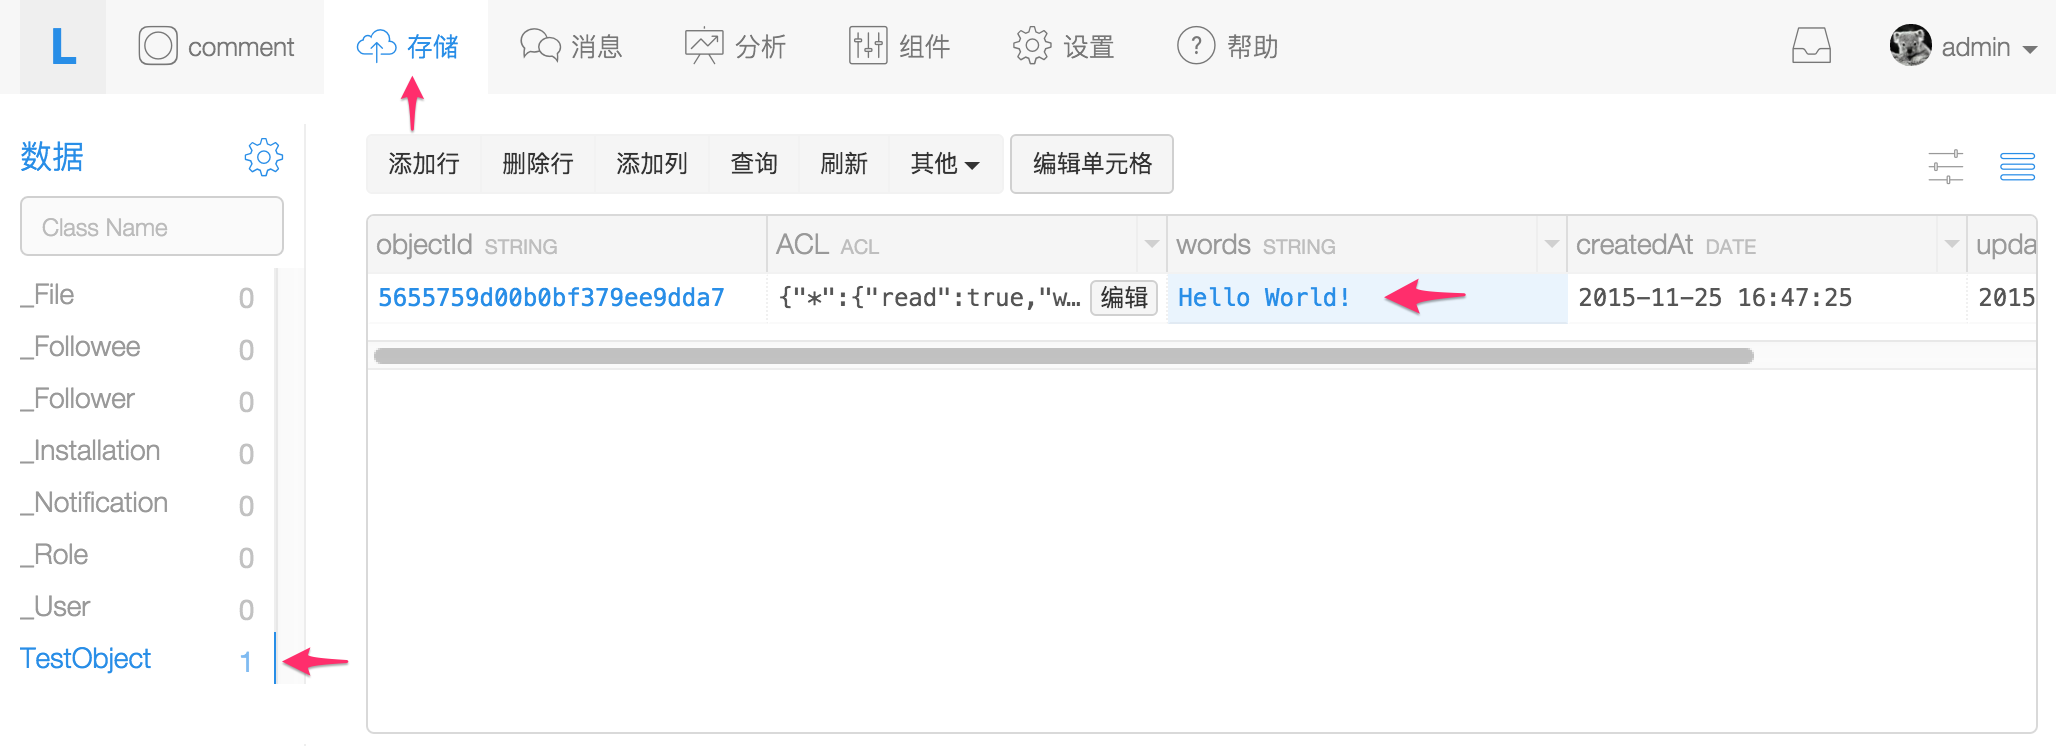 L comment 存储 消息 分析 组件 设置 ? 帮助 admin
数据
Class Name
_File 0
_Followee 0
_Follower 0
_Installation 0
_Notification 0
_Role 0
_User 0
TestObject 1
添加行 删除行 添加列 查询 刷新 其他 编辑单元格
objectId STRING ACL ACL words STRING createdAt DATE upda
5655759d00b0bf379ee9dda7 {"*":{"read":true,"w… 编辑 Hello World! 2015-11-25 16:47:25 2015